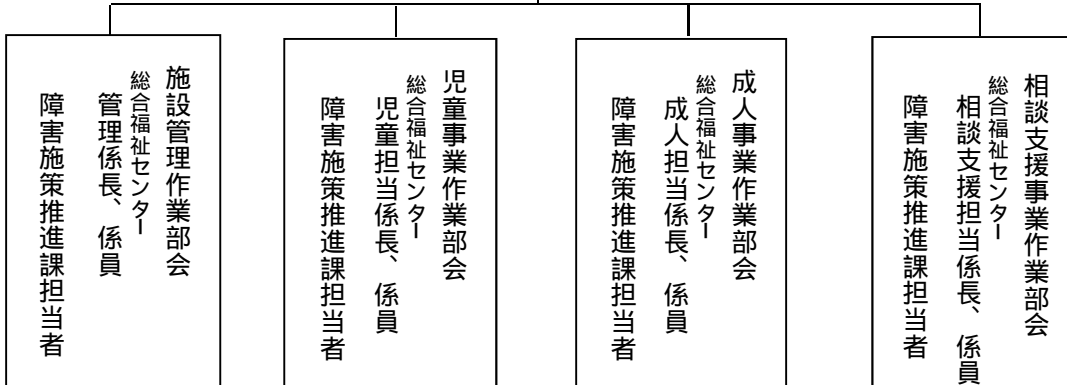 施設管理作業部会
総合福祉センター
管理係長、係員
障害施策推進課担当者
児童事業作業部会
総合福祉センター
児童担当係長、係員
障害施策推進課担当者
成人事業作業部会
総合福祉センター
成人担当係長、係員
障害施策推進課担当者
相談支援事業作業部会
総合福祉センター
相談支援担当係長、係員
障害施策推進課担当者